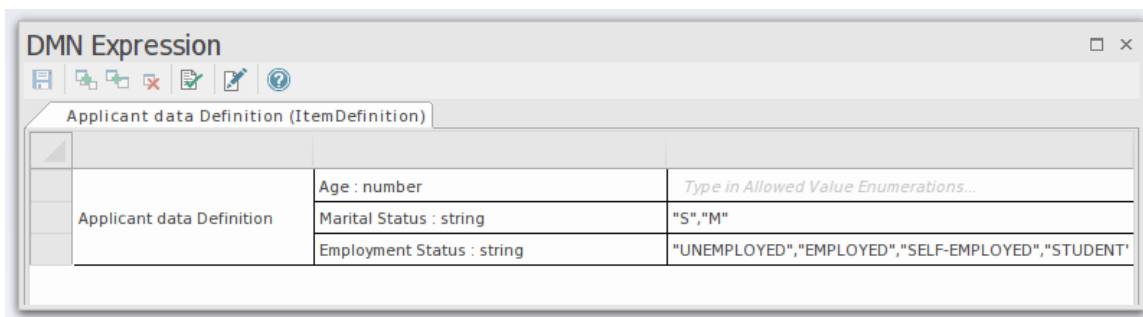 DMN Expression
Applicant data Definition (ItemDefinition)
Age : number
Type in Allowed Value Enumerations...
Applicant data Definition
Marital Status : string
"S","M"
Employment Status : string
"UNEMPLOYED","EMPLOYED","SELF-EMPLOYED","STUDENT'